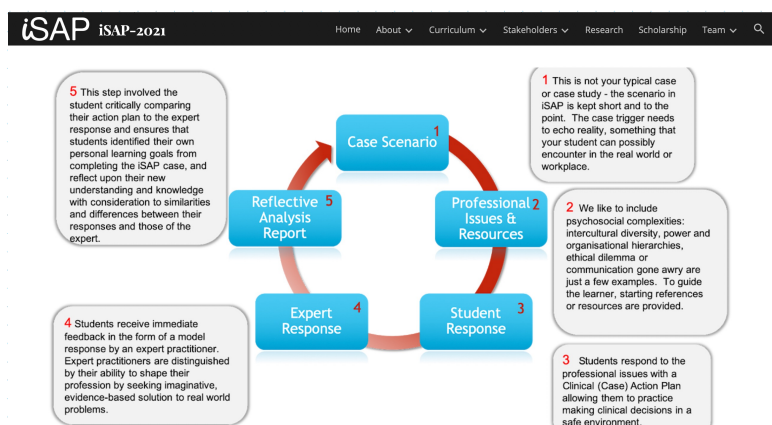 iSAP iSAP-2021
Home About Curriculum Stakeholders Research Scholarship Team
5 This step involved the
student critically comparing
their action plan to the expert
response and ensures that
students identified their own
personal learning goals from
completing the iSAP case, and
reflect upon their new
understanding and knowledge
with consideration to similarities
and differences between their
responses and those of the
expert.
Case Scenario 1
1 This is not your typical case
or case study - the scenario in
iSAP is kept short and to the
point. The case trigger needs
to echo reality, something that
your student can possibly
encounter in the real world or
workplace.
Reflective 5
Analysis
Report
Professional 2
Issues &
Resources
2 We like to include
psychosocial complexities:
intercultural diversity, power and
organisational hierarchies,
ethical dilemma or
communication gone awry are
just a few examples. To guide
the learner, starting references
or resources are provided.
4 Students receive immediate
feedback in the form of a model
response by an expert practitioner.
Expert practitioners are distinguished
by their ability to shape their
profession by seeking imaginative,
evidence-based solution to real world
problems.
Expert 4
Response
Student 3
Response
3 Students respond to the
professional issues with a
Clinical (Case) Action Plan
allowing them to practice
making clinical decisions in a
safe environment.